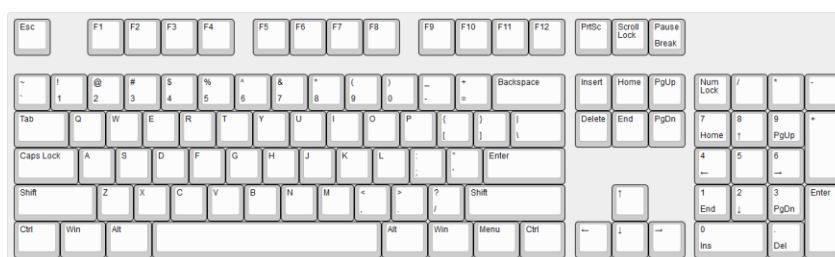 Esc F1 F2 F3 F4 F5 F6 F7 F8 F9 F10 F11 F12 PrtSc Scroll Lock Pause Break
~ ` ! 1 @ 2 # 3 $ 4 % 5 ^ 6 & 7 * 8 ( 9 ) 0 _ - + = Backspace Insert Home PgUp Num Lock / * -
Tab Q W E R T Y U I O P { [ } ] | \ Delete End PgDn 7 Home 8 ↑ 9 PgUp +
Caps Lock A S D F G H J K L : ; " ' Enter 4 ← 5 6 →
Shift Z X C V B N M < , > . ? / Shift ↑ 1 End 2 ↓ 3 PgDn Enter
Ctrl Win Alt Alt Win Menu Ctrl ← ↓ → 0 Ins . Del